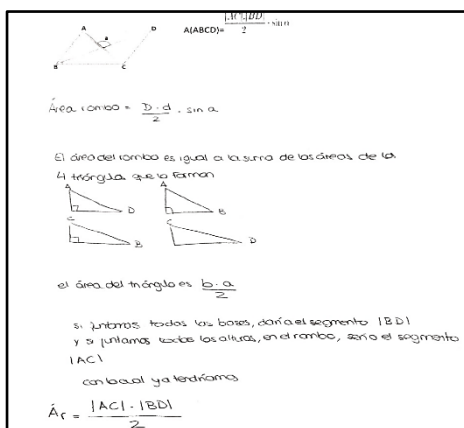 A D A(ABCD)= |AC|.|BD| / 2 · sin α
B C
Área rombo = D · d / 2 · sin a
El área del rombo es igual a la suma de las áreas de los
4 triángulos que lo forman
A D A B
C B C D
el área del triángulo es b · a / 2
si juntamos todas las bases, daría el segmento |BD|
y si juntamos todas las alturas, en el rombo, sería el segmento
|AC|
con lo cual ya tendríamos
Ár = |AC| · |BD| / 2